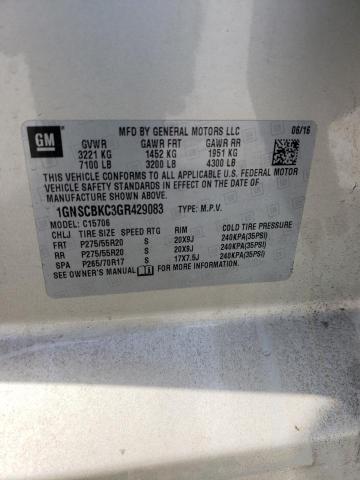 GM
MFD BY GENERAL MOTORS LLC 06/16
GVWR GAWR FRT GAWR RR
3221 KG 1452 KG 1951 KG
7100 LB 3200 LB 4300 LB
THIS VEHICLE CONFORMS TO ALL APPLICABLE U.S. FEDERAL MOTOR
VEHICLE SAFETY AND THEFT PREVENTION STANDARDS IN EFFECT ON THE DATE OF
MANUFACTURE SHOWN ABOVE.
1GNSCBKC3GR429083 TYPE: M.P.V.
MODEL: C15706
CHLJ TIRE SIZE SPEED RTG RIM COLD TIRE PRESSURE
FRT P275/55R20 S 20X9J 240KPA(35PSI)
RR P275/55R20 S 20X9J 240KPA(35PSI)
SPA P265/70R17 S 17X7.5J 240KPA(35PSI)
SEE OWNER'S MANUAL FOR MORE INFORMATION.